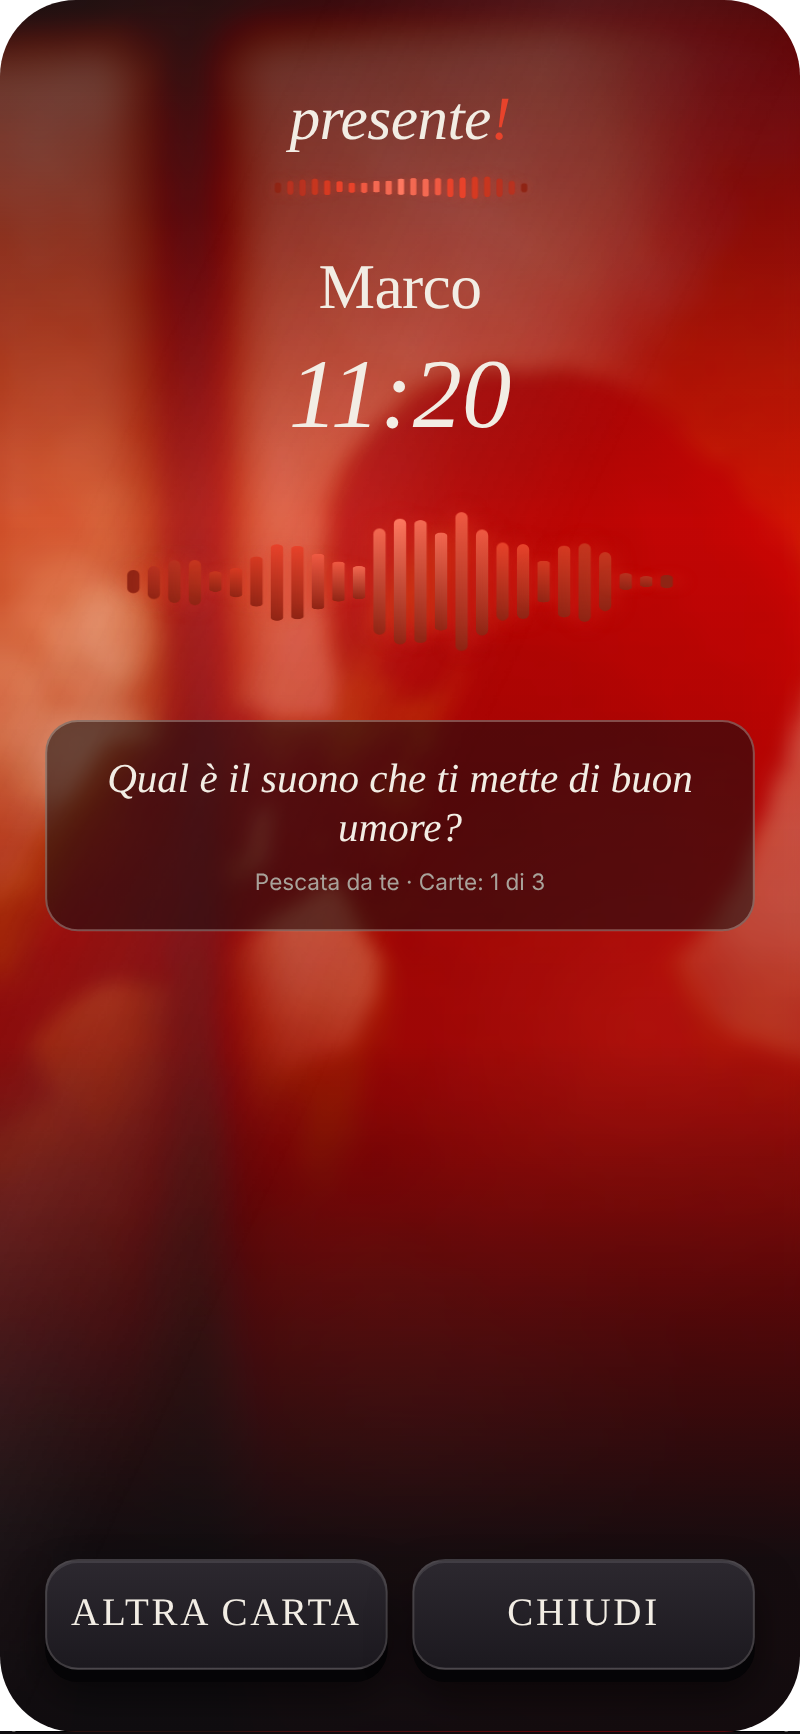 presente!
Marco
11:20
Qual è il suono che ti mette di buon
umore?
Pescata da te · Carte: 1 di 3
ALTRA CARTA
CHIUDI